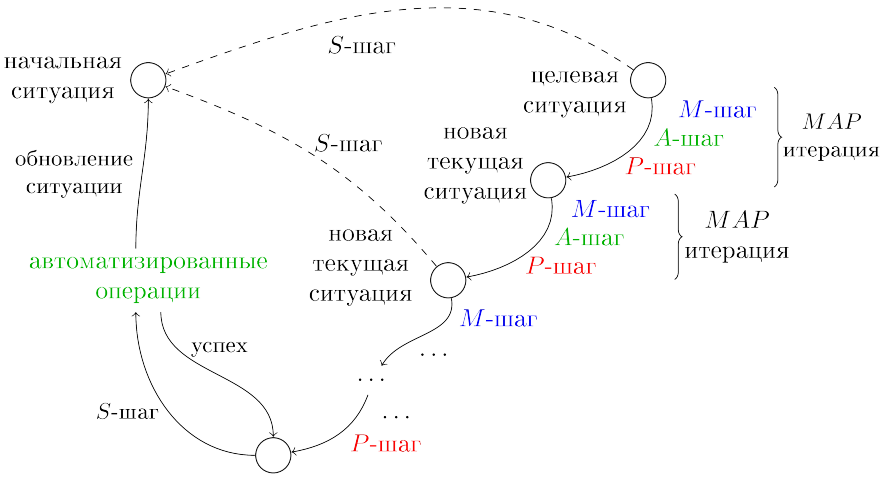 S-шаг
начальная
ситуация
целевая
ситуация
M-шаг
A-шаг
P-шаг
MAP
итерация
S-шаг
новая
текущая
ситуация
обновление
ситуации
M-шаг
A-шаг
P-шаг
MAP
итерация
новая
текущая
ситуация
автоматизированные
операции
M-шаг
успех
...
...
...
S-шаг
P-шаг